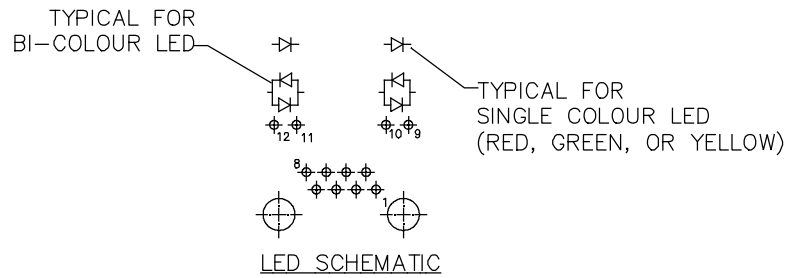 TYPICAL FOR
BI-COLOUR LED
TYPICAL FOR
SINGLE COLOUR LED
(RED, GREEN, OR YELLOW)
12 11 10 9
8
1
LED SCHEMATIC